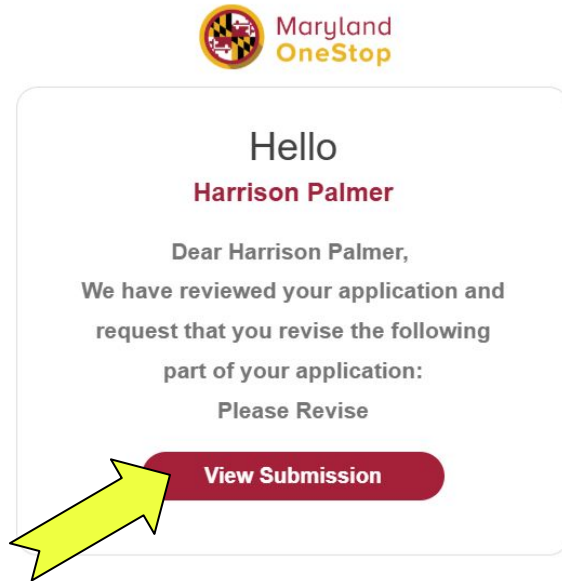 Maryland
OneStop
Hello
Harrison Palmer
Dear Harrison Palmer,
We have reviewed your application and
request that you revise the following
part of your application:
Please Revise
View Submission